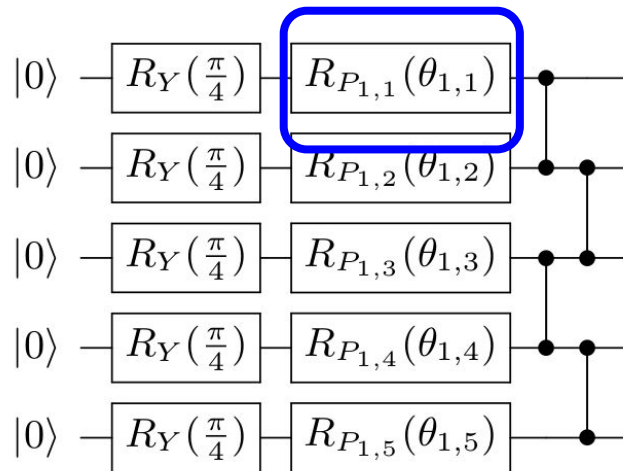 |0⟩ R_Y(π/4) R_{P_{1,1}}(θ_{1,1})
|0⟩ R_Y(π/4) R_{P_{1,2}}(θ_{1,2})
|0⟩ R_Y(π/4) R_{P_{1,3}}(θ_{1,3})
|0⟩ R_Y(π/4) R_{P_{1,4}}(θ_{1,4})
|0⟩ R_Y(π/4) R_{P_{1,5}}(θ_{1,5})